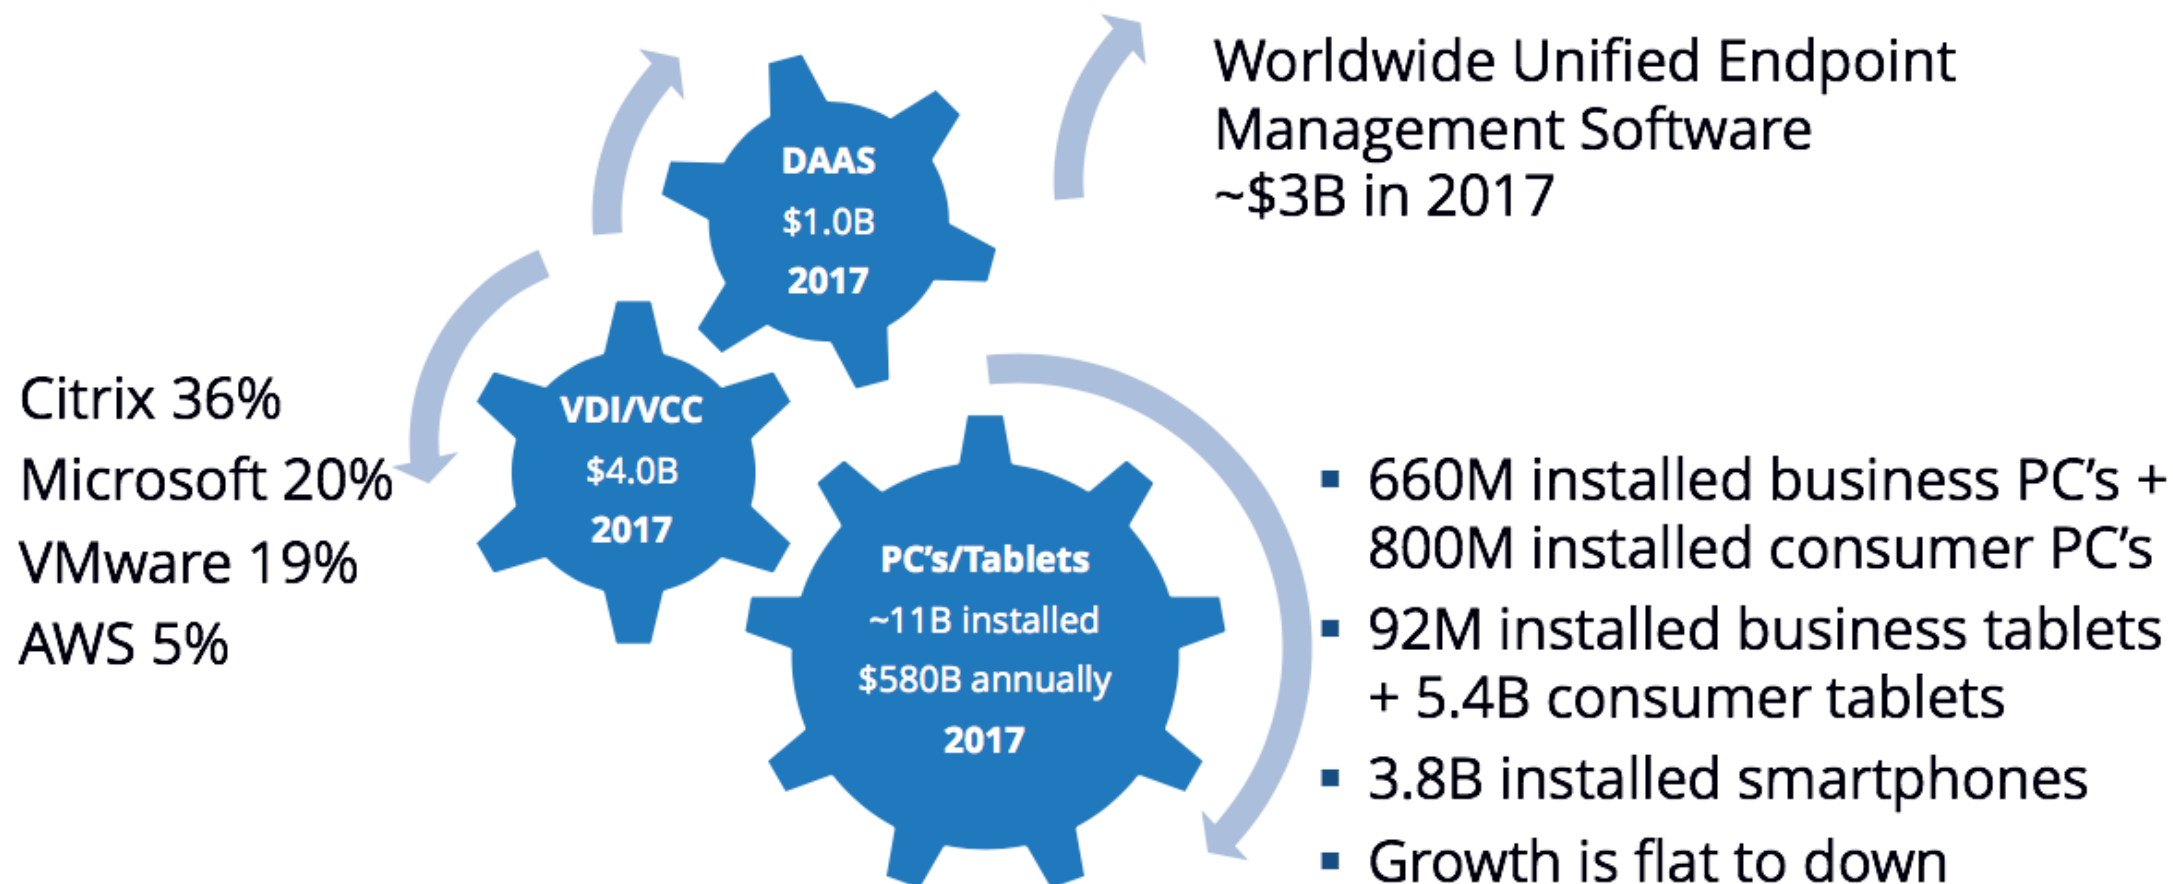 Worldwide Unified Endpoint
Management Software
~$3B in 2017
DAAS
$1.0B
2017
Citrix 36%
Microsoft 20%
VMware 19%
AWS 5%
VDI/VCC
$4.0B
2017
PC’s/Tablets
~11B installed
$580B annually
2017
▪ 660M installed business PC’s +
800M installed consumer PC’s
▪ 92M installed business tablets
+ 5.4B consumer tablets
▪ 3.8B installed smartphones
▪ Growth is flat to down